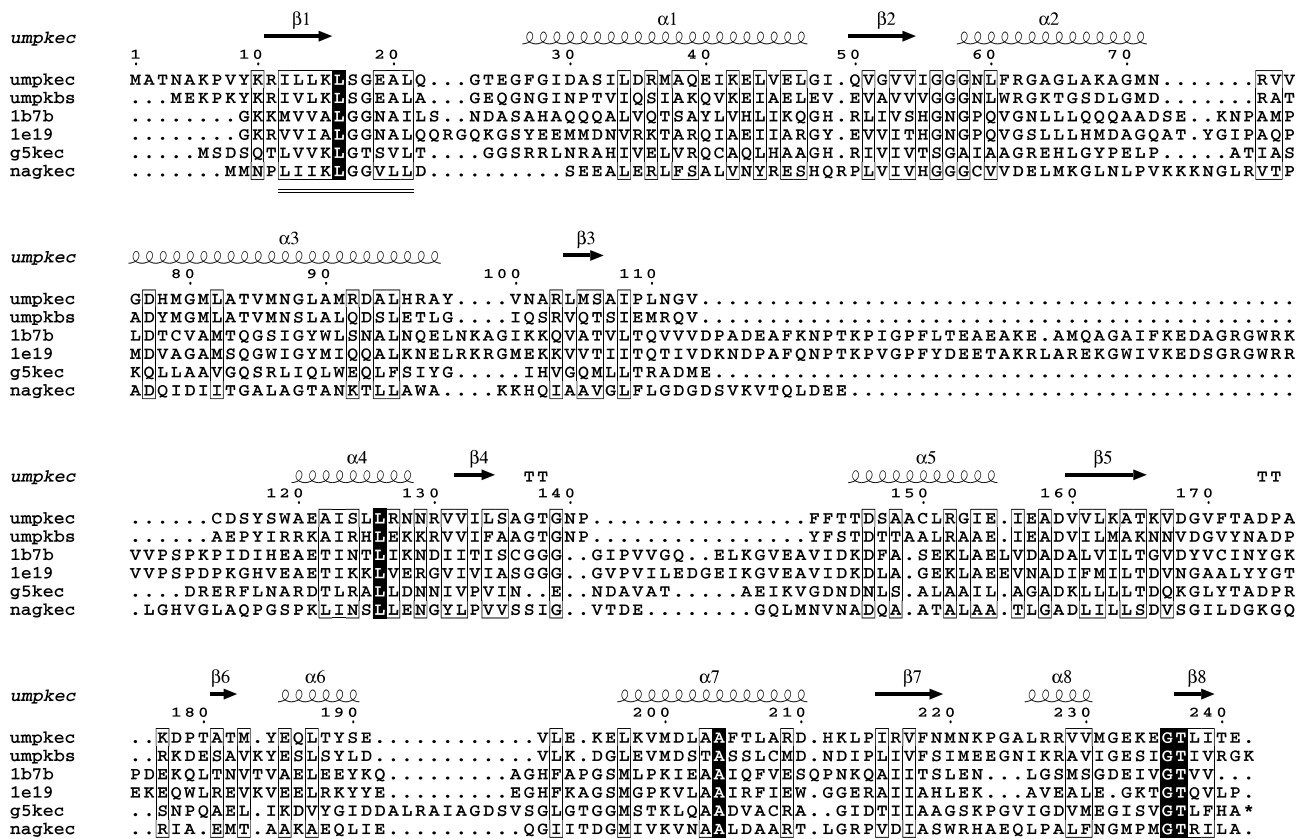 β1 α1 β2 α2
umpkec
1 10 20 30 40 50 60 70
umpkec MATNAKPVYKRILLKLSGEALQ...GTEGFGIDASILDRMAQEIKELVELGI.QVGVVIGGGNLFRGAGLAKAGMN.......RVV
umpkbs ...MEKPKYKRIVLKLSGEALA...GEQGNGINPTVIQSIAKQVKEIAELEV.EVAVVVGGGNLWRGKTGSDLGMD.......RAT
1b7b ........GKKMVVALGGNAILS..NDASAHAQQQALVQTSAYLVHLIKQGH.RLIVSHGNGPQVGNLLLQQQAADSE..KNPAMP
1e19 ........GKRVVIALGGNALQQRGQKGSYEEMMDNVRKTARQIAEIIARGY.EVVITHGNGPQVGSLLLHMDAGQAT.YGIPAQP
g5kec .....MSDSQTLVVKLGTSVLT...GGSRRLNRAHIVELVRQCAQLHAAGH.RIVIVTSGAIAAGREHLGYPELP.....ATIAS
nagkec .......MMNPLIIKLGGVLLD.........SEEALERLFSALVNYRESHQRPLVIVHGGGCVVDELMKGLNLPVKKKNGLRVTP
α3 β3
umpkec
80 90 100 110
umpkec GDHMGMLATVMNGLAMRDALHRAY....VNARLMSAIPLNGV...........................................
umpkbs ADYMGMLATVMNSLALQDSLETLG....IQSRVQTSIEMRQV...........................................
1b7b LDTCVAMTQGSIGYWLSNALNQELNKAGIKKQVATVLTQVVVDPADEAFKNPTKPIGPFLTEAEAKE.AMQAGAIFKEDAGRGWRK
1e19 MDVAGAMSQGWIGYMIQQALKNELRKRGMEKKVVTIITQTIVDKNDPAFQNPTKPVGPFYDEETAKRLAREKGWIVKEDSGRGWRR
g5kec KQLLAAVGQSRLIQLWEQLFSIYG....IHVGQMLLTRADME...........................................
nagkec ADQIDIITGALAGTANKTLLAWA....KKHQIAAVGLFLGDGDSVKVTQLDEE.................................
α4 β4 TT α5 β5 TT
umpkec
120 130 140 150 160 170
umpkec ......CDSYSWAEAISLLRNNRVVILSAGTGNP................FFTTDSAACLRGIE.IEADVVLKATKVDGVFTADPA
umpkbs ......AEPYIRRKAIRHLEKKRVVIFAAGTGNP................YFSTDTTAALRAAE.IEADVILMAKNNVDGVYNADP
1b7b VVPSPKPIDIHEAETINTLIKNDIITISCGGG..GIPVVGQ..ELKGVEAVIDKDFA.SEKLAELVDADALVILTGVDYVCINYGK
1e19 VVPSPDPKGHVEAETIKKLVERGVIVIASGGG..GVPVILEDGEIKGVEAVIDKDLA.GEKLAEEVNADIFMILTDVNGAALYYGT
g5kec .....DRERFLNARDTLRALLDNNIVPVIN..E..NDAVAT.....AEIKVGDNDNLS.ALAAIL.AGADKLLLLTDQKGLYTADPR
nagkec .LGHVGLAQPGSPKLINSLLENGYLPVVSSIG..VTDE.......GQLMNVNADQA.ATALAA.TLGADLILLSDVSGILDGKGQ
β6 α6 α7 β7 α8 β8
umpkec
180 190 200 210 220 230 240
umpkec ..KDPTATM.YEQLTYSE............VLE.KELKVMDLAAFTLARD.HKLPIRVFNMNKPGALRRVVMGEKEGTLITE.
umpkbs ..RKDESAVKYESLYLD.............VLK.DGLEVMDSTASSLCMD.NDIPLIVFSIMEEGNIKRAVIGESIGTIVRGK
1b7b PDEKQLTNVTVAELEEYKQ..........AGHFAPGSMLPKIEAAIQFVESQPNKQAIITSLEN...LGSMSGDEIVGTVV..
1e19 EKEQWLREVKVEELRKYYE..........EGHFKAGSMGPKVLAAIRFIEW.GGERAIIAHLEK...AVEALE.GKTGTQVLP.
g5kec ..SNPQAEL.IKDVYGIDDALRAIAGDSVSGLGTGGMSTKLQAADVACRA.GIDTIIAAGSKPGVIGDVMEGISVGTLFHA*
nagkec ..RIA.EMT.AAKAEQLIE..........QGIITDGMIVKVNAALDAART.LGRPVDIASWRHAEQLPALFNGMPMGTRILA.